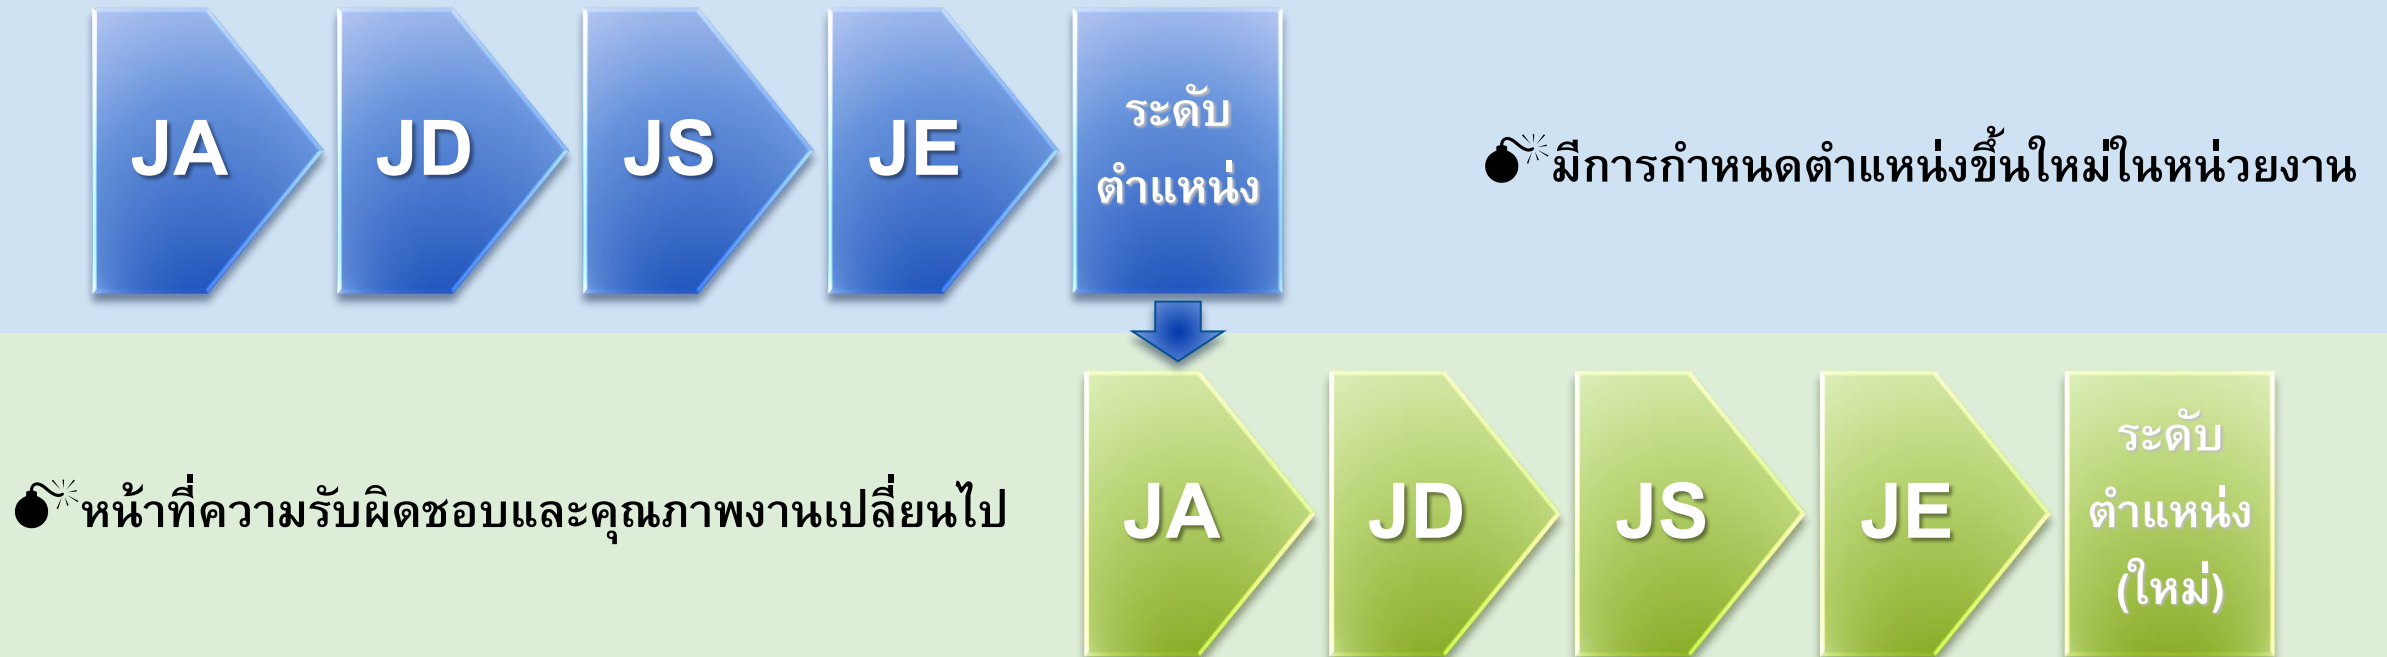 JA
JD
JS
JE
ระดับ
ตำแหน่ง
มีการกำหนดตำแหน่งขึ้นใหม่ในหน่วยงาน
หน้าที่ความรับผิดชอบและคุณภาพงานเปลี่ยนไป
JA
JD
JS
JE
ระดับ
ตำแหน่ง
(ใหม่)